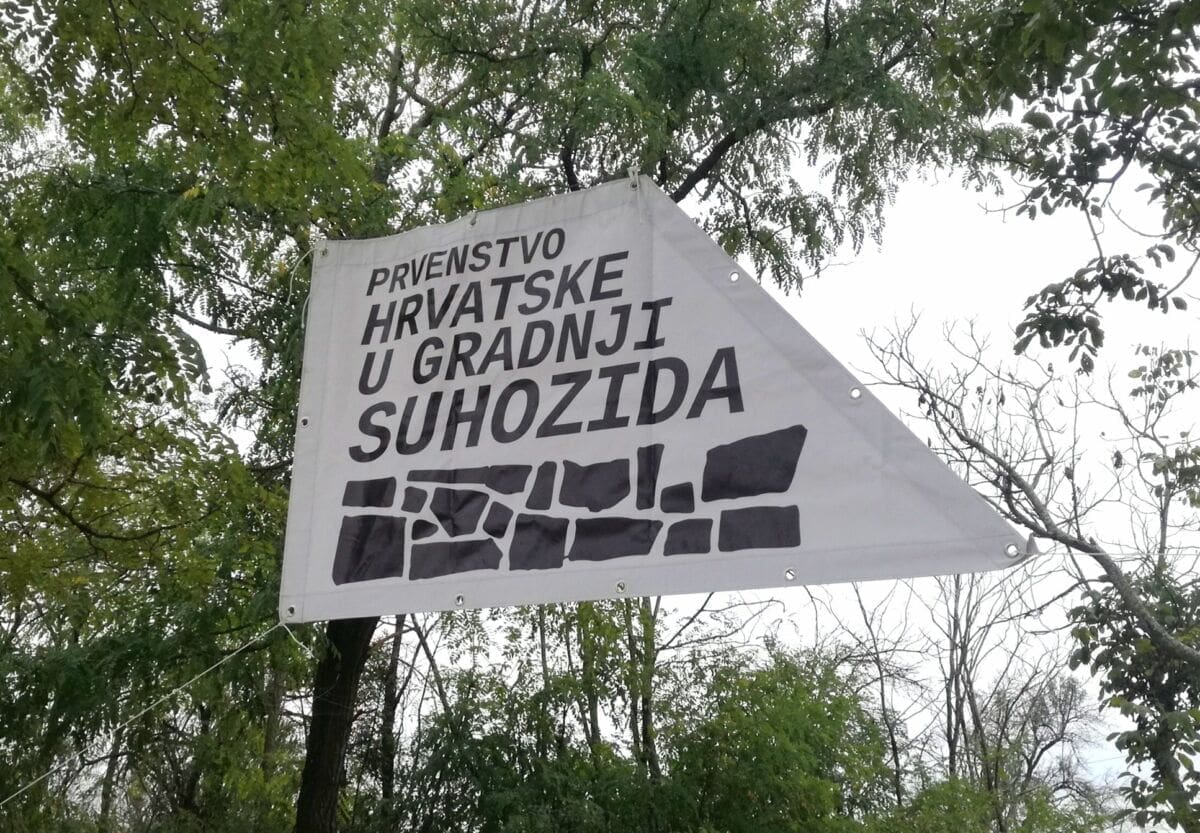 PRVENSTVO
HRVATSKE
U GRADNJI
SUHOZIDA